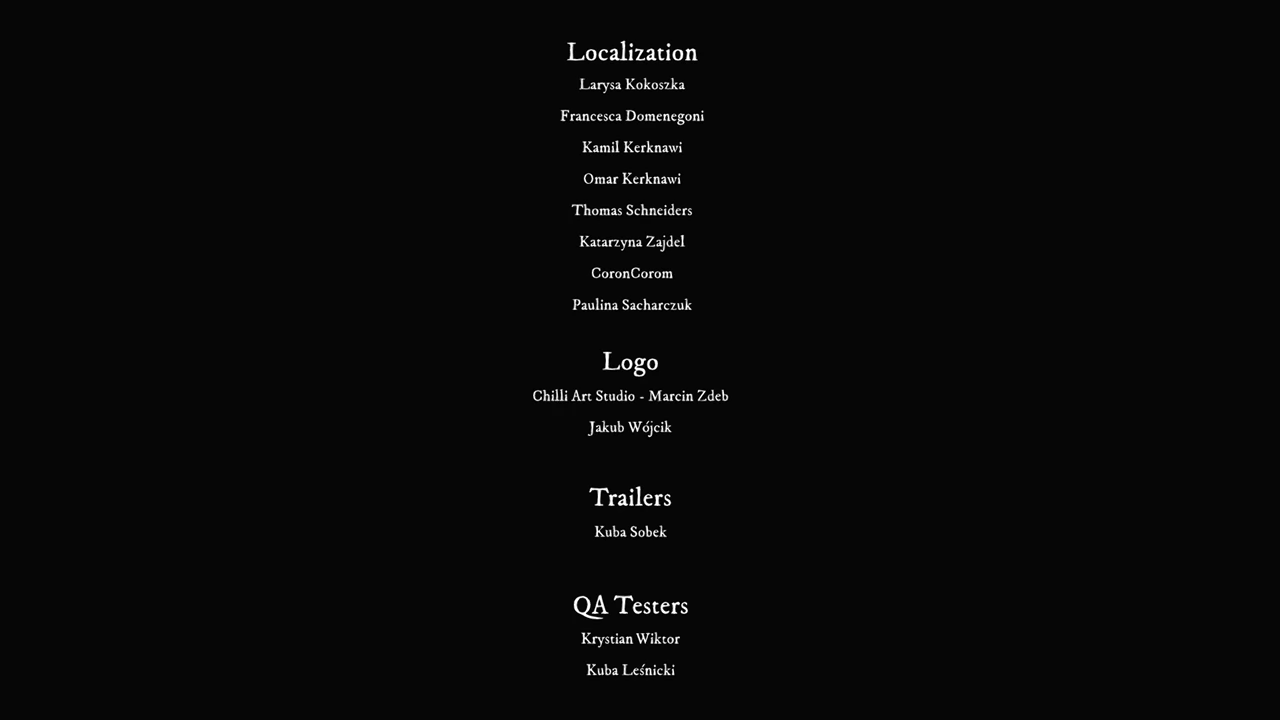 Localization
Larysa Kokoszka
Francesca Domenegoni
Kamil Kerknawi
Omar Kerknawi
Thomas Schneiders
Katarzyna Zajdel
CoronCorom
Paulina Sacharczuk
Logo
Chilli Art Studio - Marcin Zdeb
Jakub Wójcik
Trailers
Kuba Sobek
QA Testers
Krystian Wiktor
Kuba Leśnicki